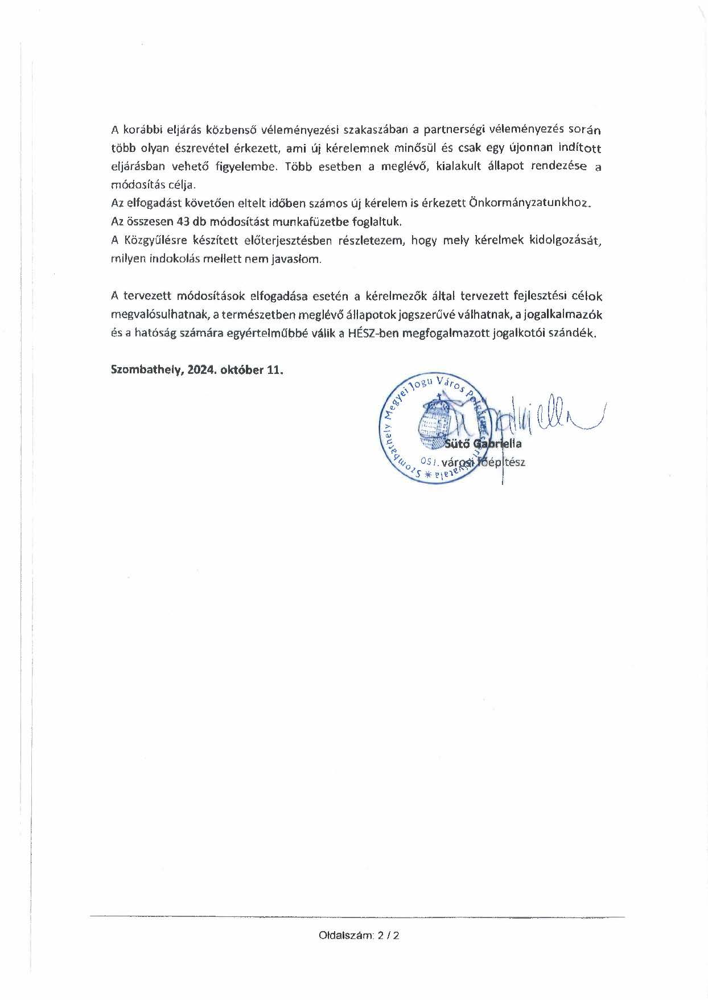 A korábbi eljárás közbenső véleményezési szakaszában a partnerségi véleményezés során
több olyan észrevétel érkezett, ami új kérelemnek minősül és csak egy újonnan indított
eljárásban vehető figyelembe. Több esetben a meglévő, kialakult állapot rendezése a
módosítás célja.
Az elfogadást követően eltelt időben számos új kérelem is érkezett Önkormányzatunkhoz.
Az összesen 43 db módosítást munkafüzetbe foglaltuk.
A Közgyűlésre készített előterjesztésben részletezem, hogy mely kérelmek kidolgozását,
milyen indokolás mellett nem javaslom.
A tervezett módosítások elfogadása esetén a kérelmezők által tervezett fejlesztési célok
megvalósulhatnak, a természetben meglévő állapotok jogszerűvé válhatnak, a jogalkalmazók
és a hatóság számára egyértelműbbé válik a HÉSZ-ben megfogalmazott jogalkotói szándék.
Szombathely, 2024. október 11.
Szombathely Megyei Jogu Város
Sütő Gabriella
051. városi főépítész
Oldalszám: 2 / 2